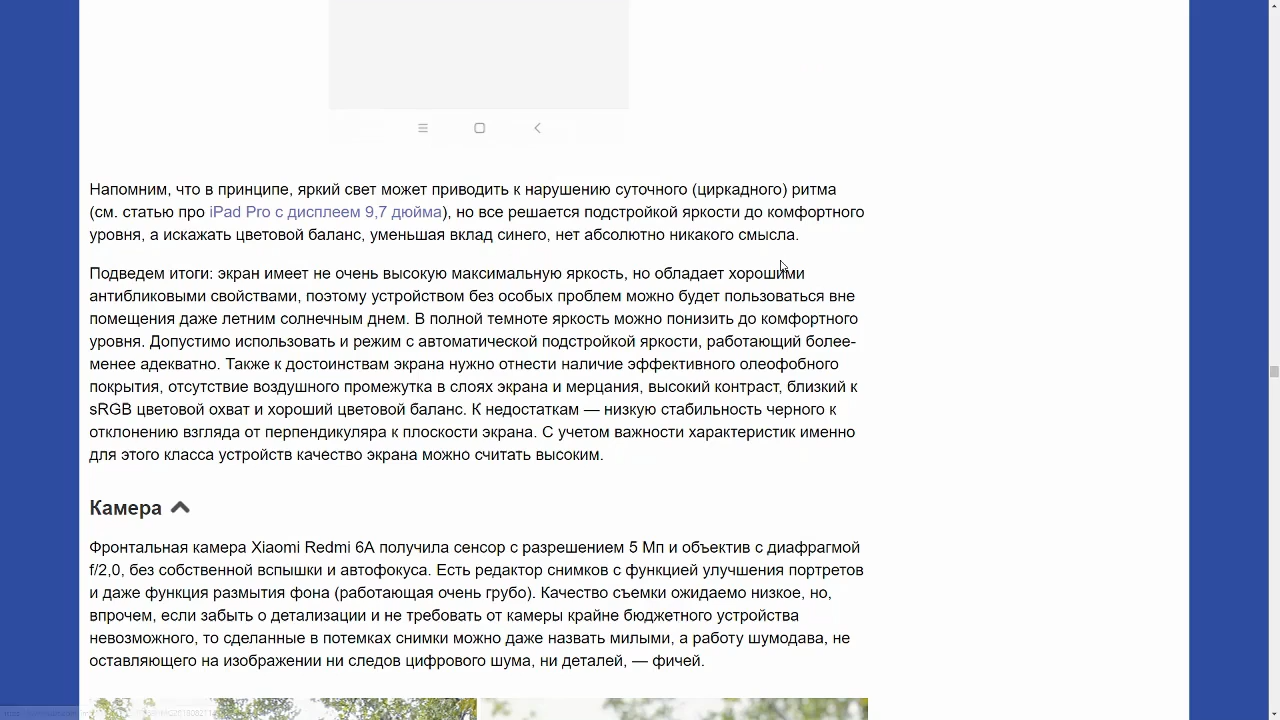 Напомним, что в принципе, яркий свет может приводить к нарушению суточного (циркадного) ритма
(см. статью про iPad Pro с дисплеем 9,7 дюйма), но все решается подстройкой яркости до комфортного
уровня, а искажать цветовой баланс, уменьшая вклад синего, нет абсолютно никакого смысла.
Подведем итоги: экран имеет не очень высокую максимальную яркость, но обладает хорошими
антибликовыми свойствами, поэтому устройством без особых проблем можно будет пользоваться вне
помещения даже летним солнечным днем. В полной темноте яркость можно понизить до комфортного
уровня. Допустимо использовать и режим с автоматической подстройкой яркости, работающий более-
менее адекватно. Также к достоинствам экрана нужно отнести наличие эффективного олеофобного
покрытия, отсутствие воздушного промежутка в слоях экрана и мерцания, высокий контраст, близкий к
sRGB цветовой охват и хороший цветовой баланс. К недостаткам — низкую стабильность черного к
отклонению взгляда от перпендикуляра к плоскости экрана. С учетом важности характеристик именно
для этого класса устройств качество экрана можно считать высоким.
Камера
Фронтальная камера Xiaomi Redmi 6A получила сенсор с разрешением 5 Мп и объектив с диафрагмой
f/2,0, без собственной вспышки и автофокуса. Есть редактор снимков с функцией улучшения портретов
и даже функция размытия фона (работающая очень грубо). Качество съемки ожидаемо низкое, но,
впрочем, если забыть о детализации и не требовать от камеры крайне бюджетного устройства
невозможного, то сделанные в потемках снимки можно даже назвать милыми, а работу шумодава, не
оставляющего на изображении ни следов цифрового шума, ни деталей, — фичей.